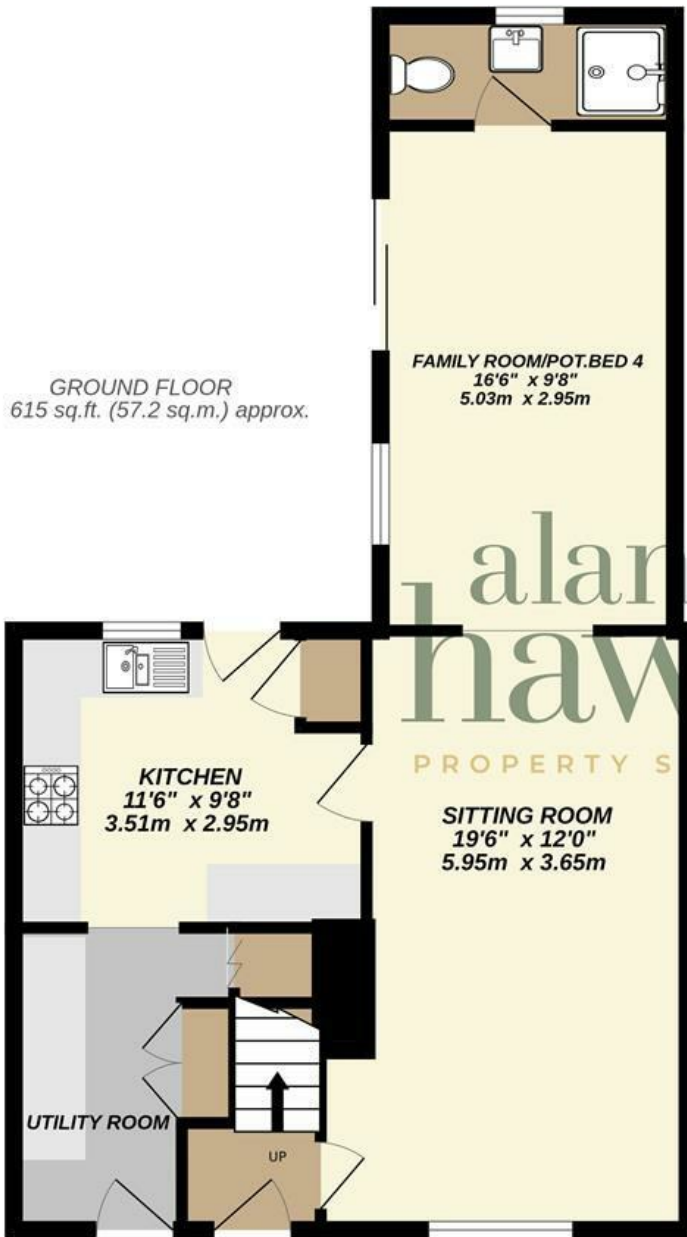 FAMILY ROOM/POT.BED 4
16'6" x 9'8"
5.03m x 2.95m
GROUND FLOOR
615 sq.ft. (57.2 sq.m.) approx.
alan
haw
PROPERTY S
KITCHEN
11'6" x 9'8"
3.51m x 2.95m
SITTING ROOM
19'6" x 12'0"
5.95m x 3.65m
UTILITY ROOM
UP